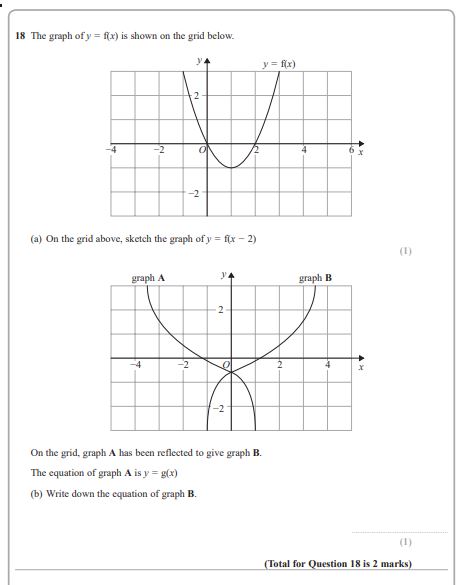 18 The graph of y = f(x) is shown on the grid below.
y
y = f(x)
2
-4 -2 O 2 4 6 x
-2
(a) On the grid above, sketch the graph of y = f(x − 2)
(1)
graph A y graph B
2
-4 -2 O 2 4 x
-2
On the grid, graph A has been reflected to give graph B.
The equation of graph A is y = g(x)
(b) Write down the equation of graph B.
(1)
(Total for Question 18 is 2 marks)